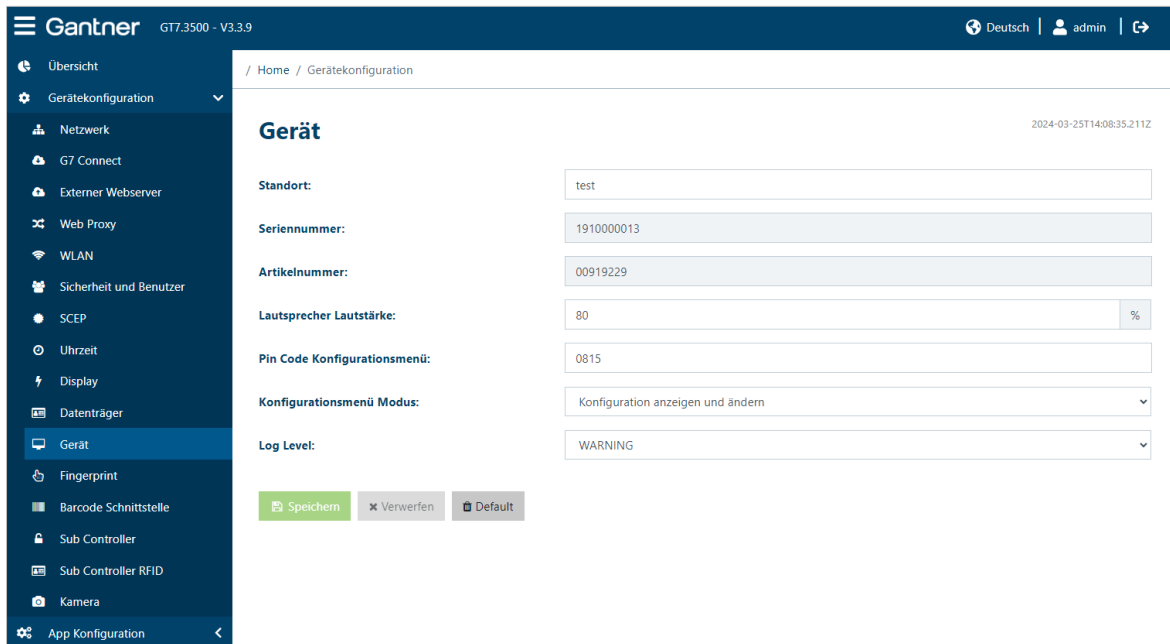 Gantner GT7.3500 - V3.3.9 Deutsch admin
Übersicht
Gerätekonfiguration
Netzwerk
G7 Connect
Externer Webserver
Web Proxy
WLAN
Sicherheit und Benutzer
SCEP
Uhrzeit
Display
Datenträger
Gerät
Fingerprint
Barcode Schnittstelle
Sub Controller
Sub Controller RFID
Kamera
App Konfiguration
/ Home / Gerätekonfiguration
Gerät 2024-03-25T14:08:35.211Z
Standort: test
Seriennummer: 1910000013
Artikelnummer: 00919229
Lautsprecher Lautstärke: 80 %
Pin Code Konfigurationsmenü: 0815
Konfigurationsmenü Modus: Konfiguration anzeigen und ändern
Log Level: WARNING
Speichern Verwerfen Default